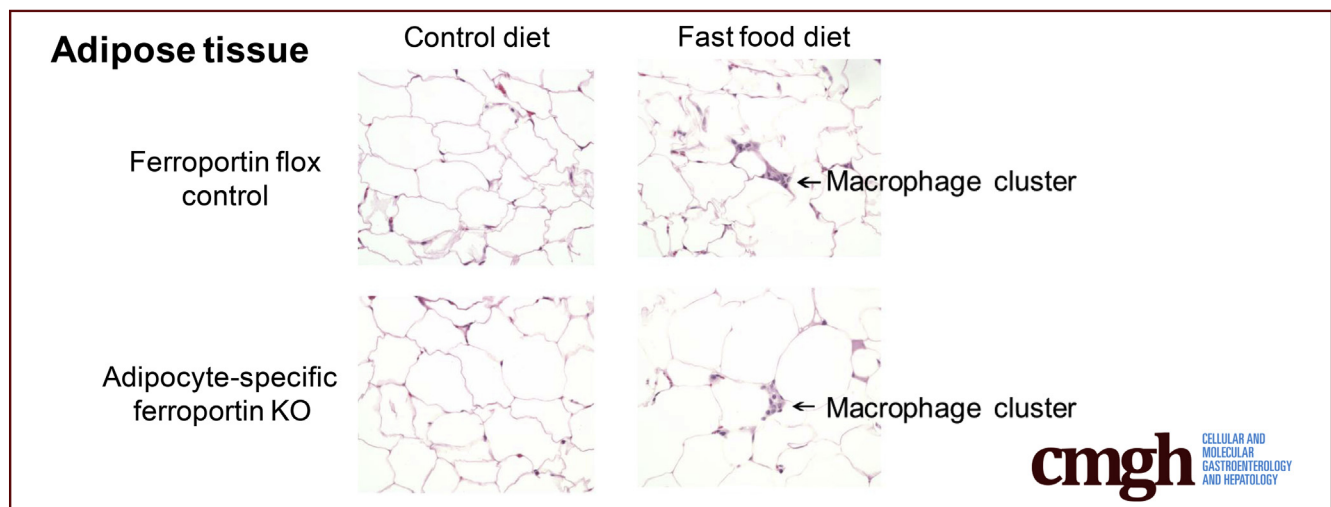 Adipose tissue
Control diet
Fast food diet
Ferroportin flox
control
← Macrophage cluster
Adipocyte-specific
ferroportin KO
← Macrophage cluster
cmgh
CELLULAR AND
MOLECULAR
GASTROENTEROLOGY
AND HEPATOLOGY